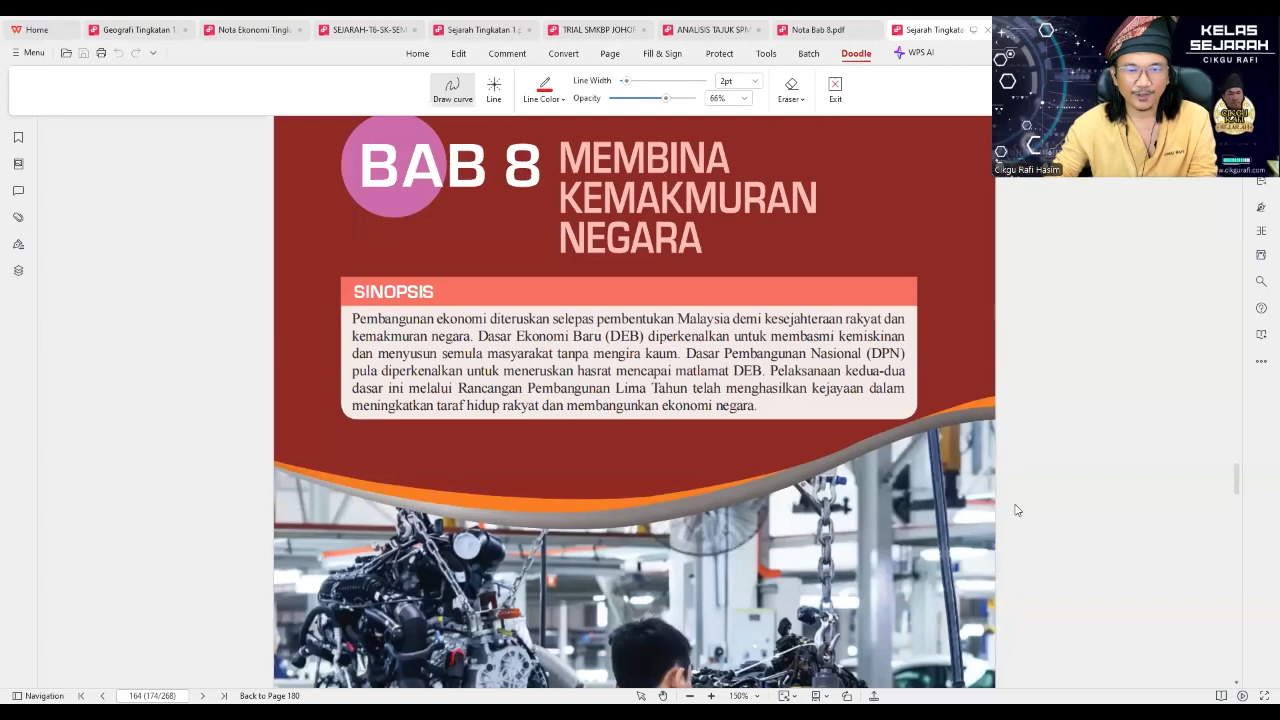 Home
Geografi Tingkatan 1.
Nota Ekonomi Tingk
SEJARAH-T6-SK-SEM
Sejarah Tingkatan 1.p
TRIAL SMKBP JOHOR
ANALISIS TAJUK SPM
Nota Bab 8.pdf
Sejarah Tingkata
Menu
Home
Edit
Convert
Page
Fill & Sign
Protect
Tools
Batch
Doodle
WPS AI
Draw curve
Line
Line Color
Line Width
2pt
Opacity
66%
Eraser
Exit
KELAS
SEJARAH
CIKGU RAFI
CIKGU
RAFI
SEJARAH
Cikgu Rafi Hasim
w.cikgurafi.com
BAB 8
MEMBINA
KEMAKMURAN
NEGARA
SINOPSIS
Pembangunan ekonomi diteruskan selepas pembentukan Malaysia demi kesejahteraan rakyat dan
kemakmuran negara. Dasar Ekonomi Baru (DEB) diperkenalkan untuk membasmi kemiskinan
dan menyusun semula masyarakat tanpa mengira kaum. Dasar Pembangunan Nasional (DPN)
pula diperkenalkan untuk meneruskan hasrat mencapai matlamat DEB. Pelaksanaan kedua-dua
dasar ini melalui Rancangan Pembangunan Lima Tahun telah menghasilkan kejayaan dalam
meningkatkan taraf hidup rakyat dan membangunkan ekonomi negara.
Navigation
164 (174/268)
Back to Page 180
150%